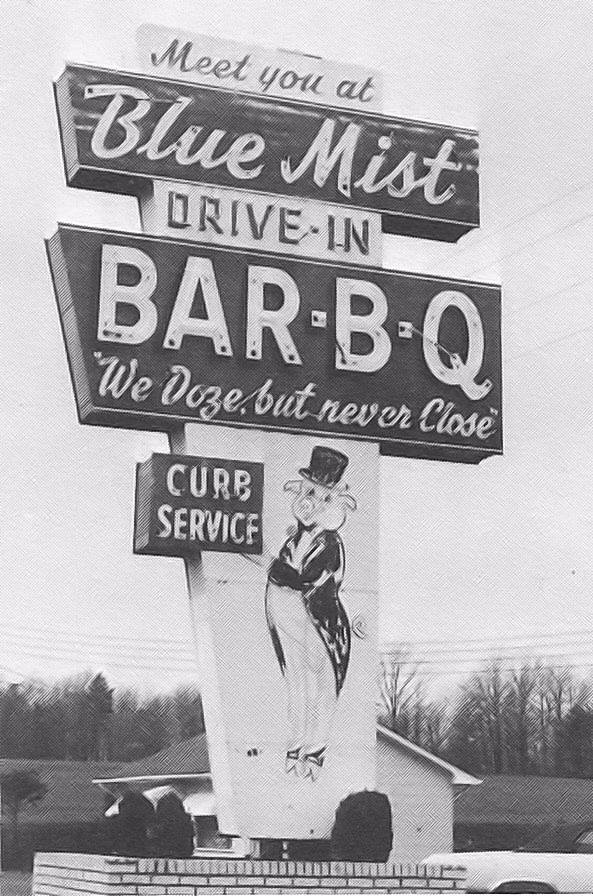 Meet you at
Blue Mist
DRIVE-IN
BAR-B-Q
"We Doze, but never Close"
CURB
SERVICE